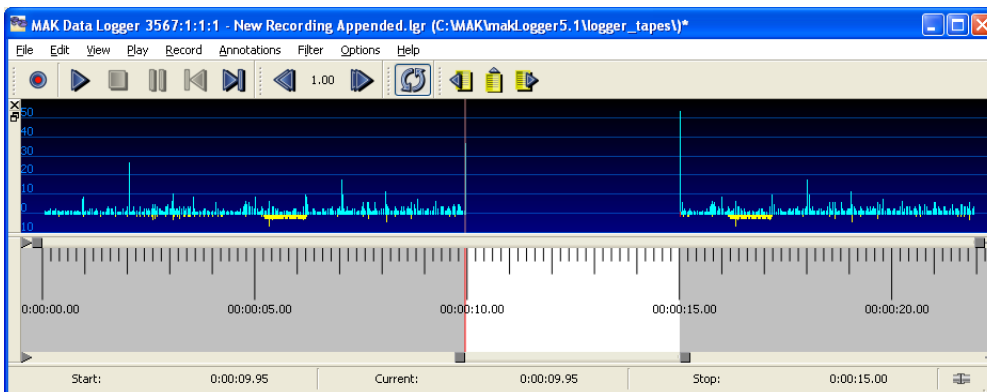 MAK Data Logger 3567:1:1:1 - New Recording Appended.lgr (C:\MAK\makLogger5.1\logger_tapes\)*
File Edit View Play Record Annotations Filter Options Help
1.00
50
40
30
20
10
0
10
0:00:00.00 00:00:05.00 00:00:10.00 00:00:15.00 00:00:20.00
Start: 0:00:09.95 Current: 0:00:09.95 Stop: 0:00:15.00